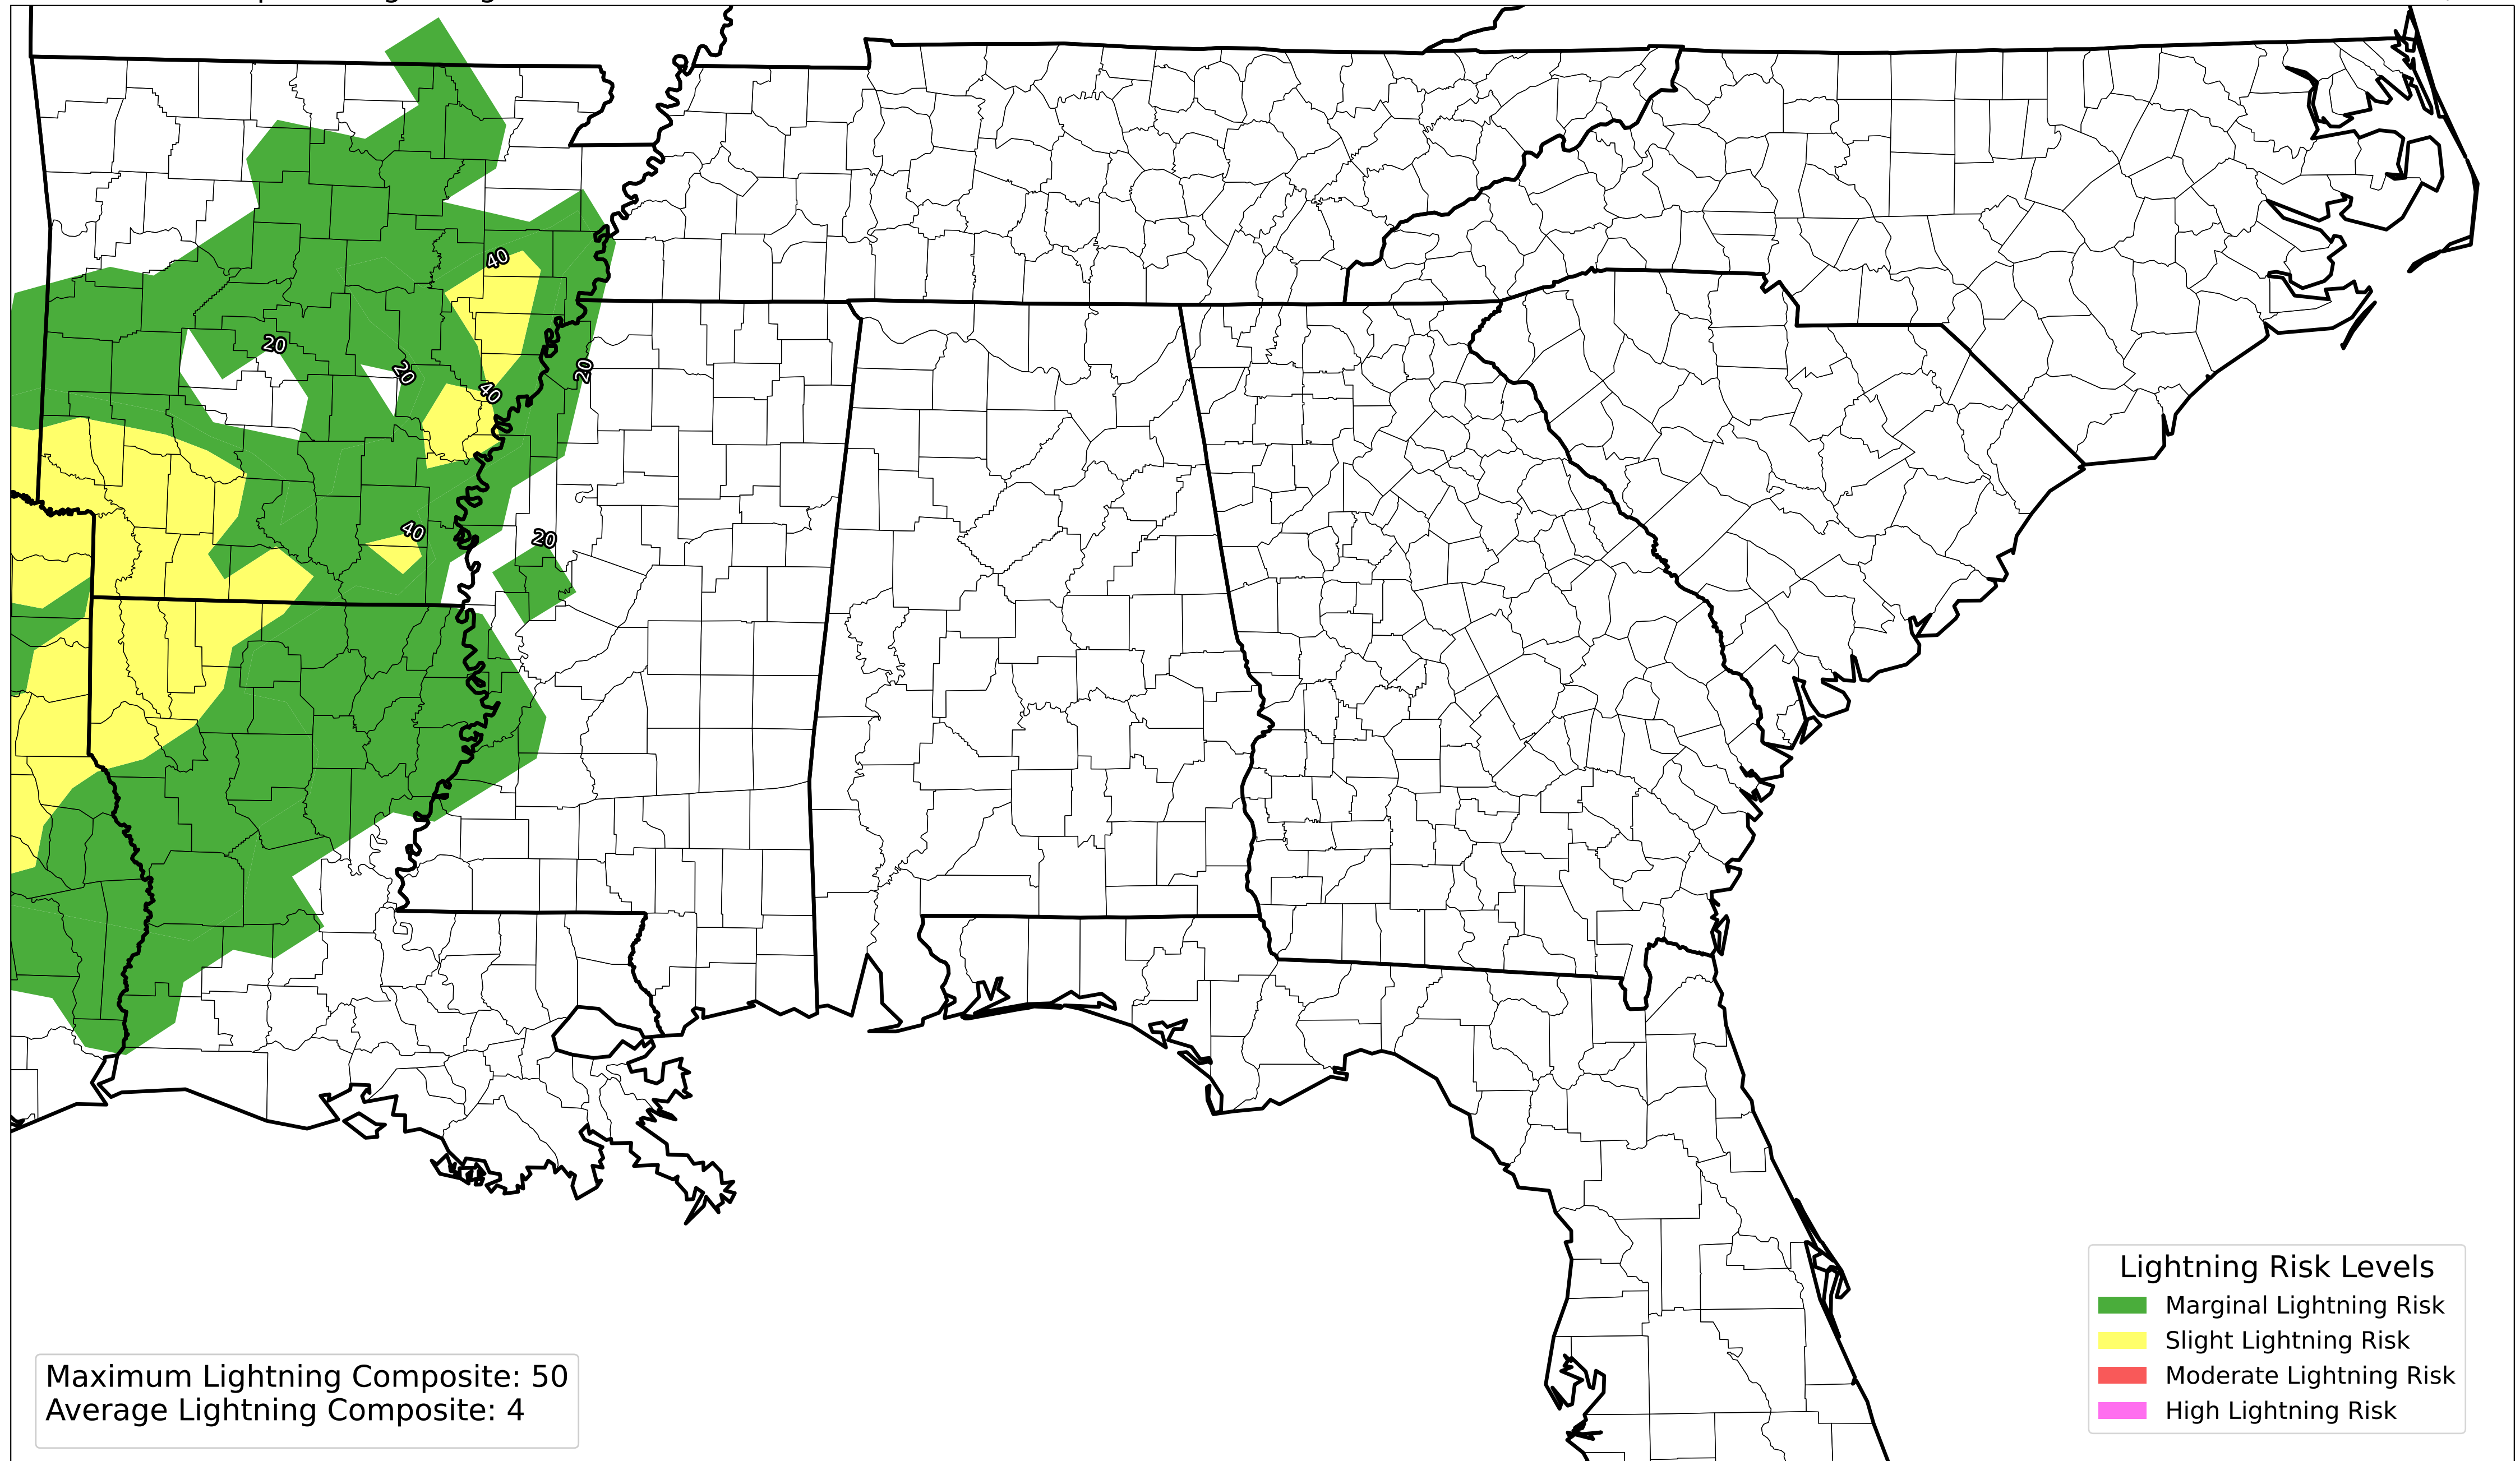 40
20
20
20
40
40
20
Lightning Risk Levels
Marginal Lightning Risk
Slight Lightning Risk
Moderate Lightning Risk
High Lightning Risk
Maximum Lightning Composite: 50
Average Lightning Composite: 4